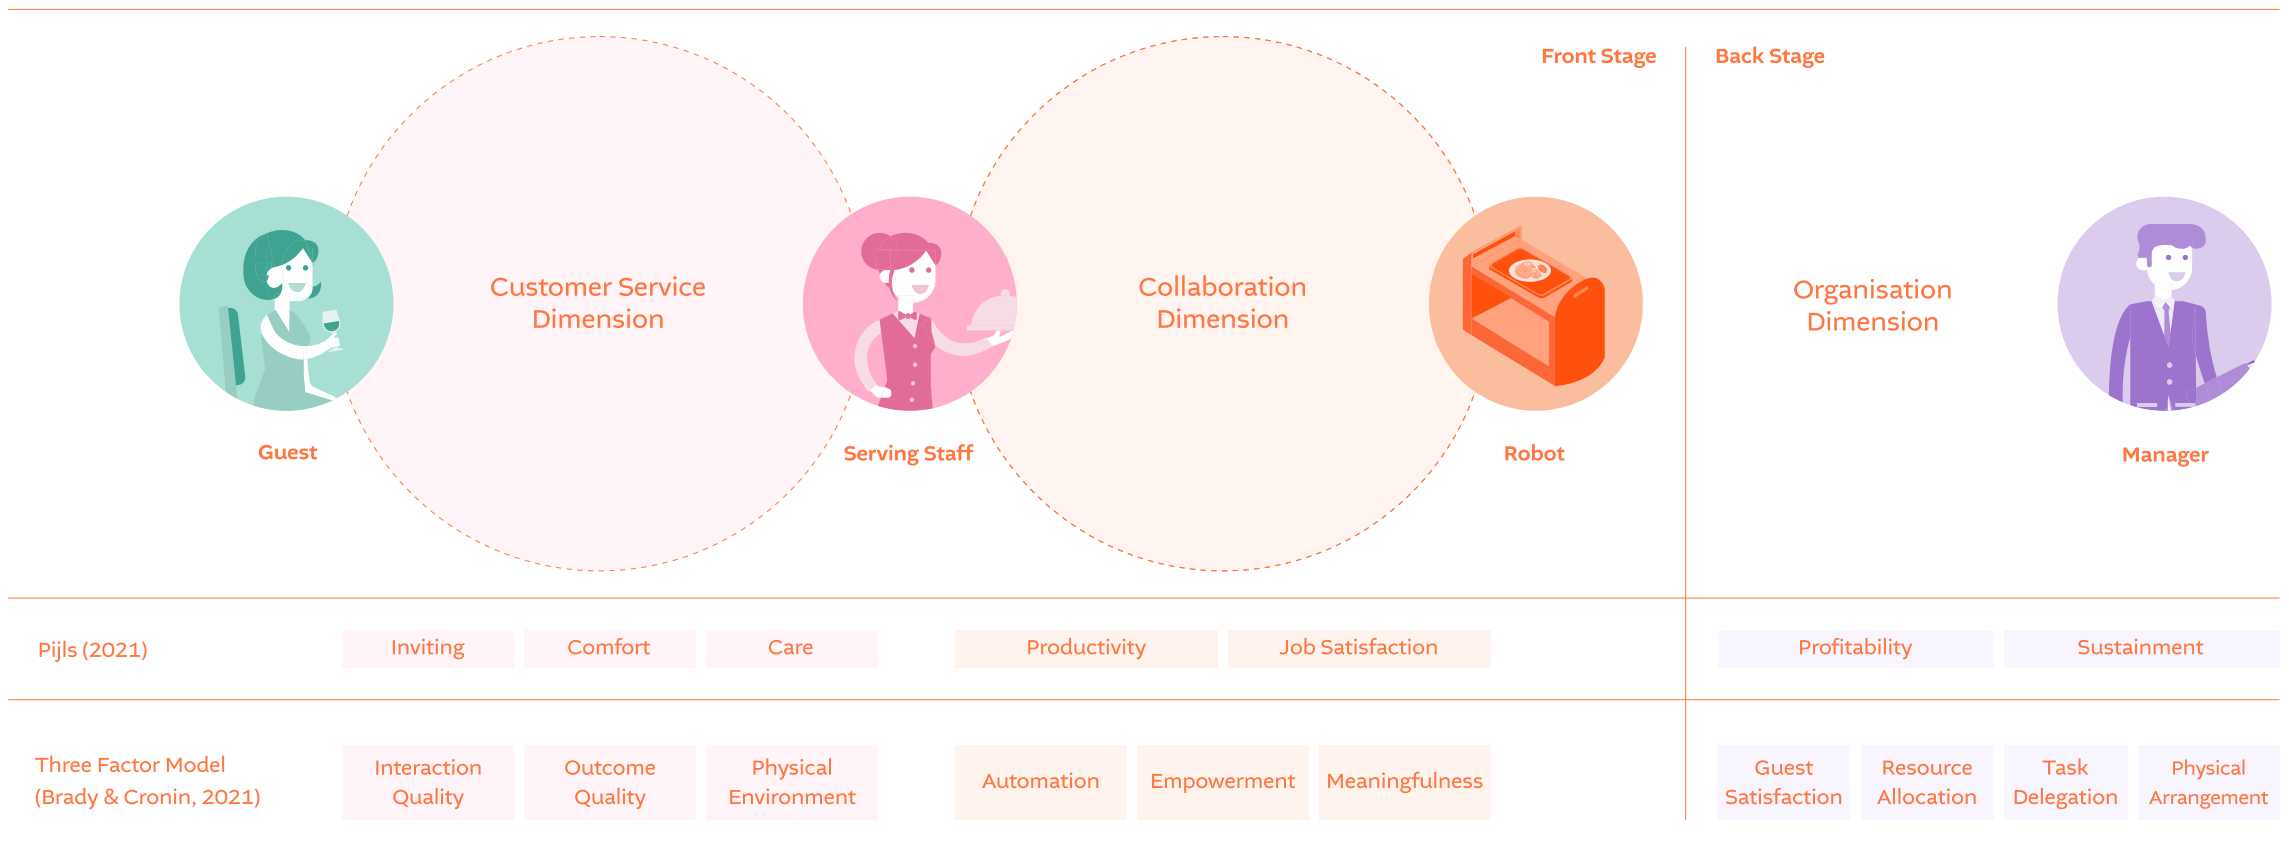 Front Stage
Back Stage
Customer Service
Dimension
Collaboration
Dimension
Organisation
Dimension
Guest
Serving Staff
Robot
Manager
Pijls (2021)
Inviting
Comfort
Care
Productivity
Job Satisfaction
Profitability
Sustainment
Three Factor Model
(Brady & Cronin, 2021)
Interaction
Quality
Outcome
Quality
Physical
Environment
Automation
Empowerment
Meaningfulness
Guest
Satisfaction
Resource
Allocation
Task
Delegation
Physical
Arrangement